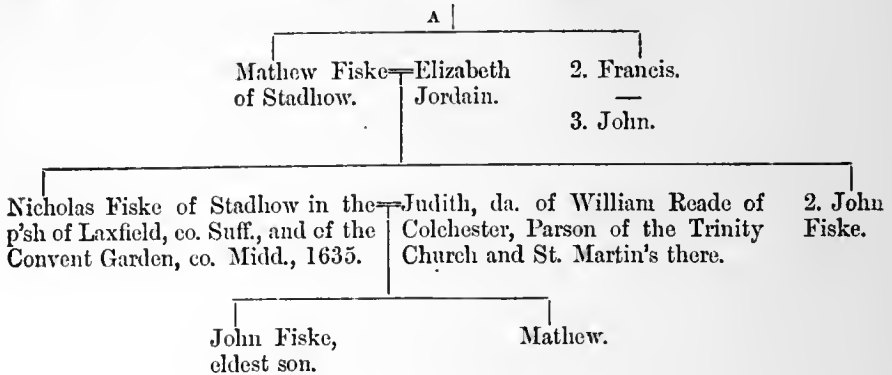 A
Mathew Fiske
of Stadhow.
Elizabeth
Jordain.
2. Francis.
3. John.
Nicholas Fiske of Stadhow in the
p'sh of Laxfield, co. Suff., and of the
Convent Garden, co. Midd., 1635.
Judith, da. of William Reade of
Colchester, Parson of the Trinity
Church and St. Martin's there.
2. John
Fiske.
John Fiske,
eldest son.
Mathew.